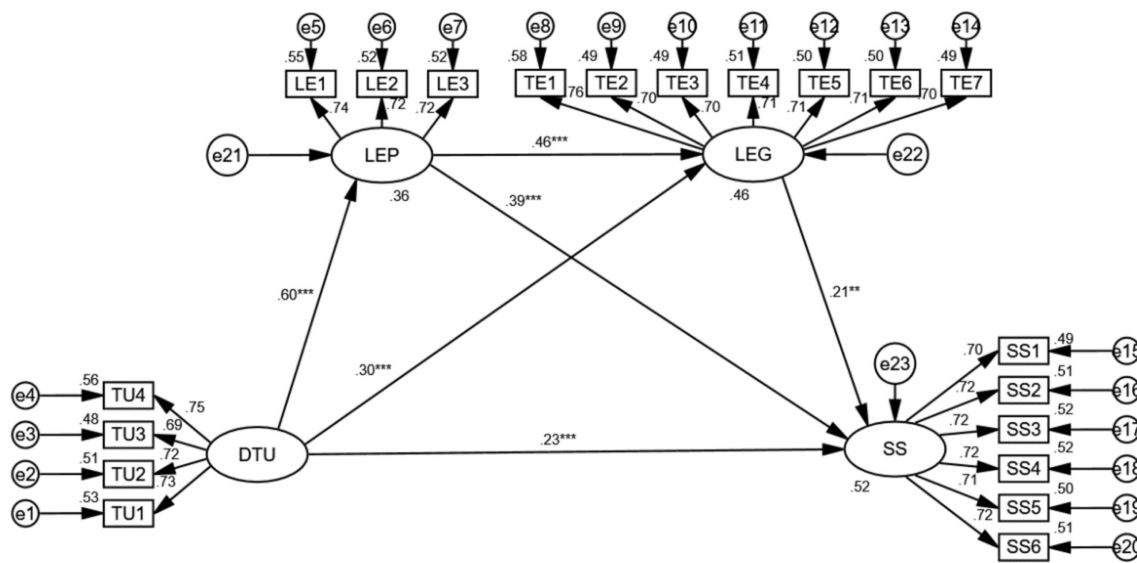 e5 e6 e7 e8 e9 e10 e11 e12 e13 e14
.55 .52 .52 .58 .49 .49 .51 .50 .50 .49
LE1 LE2 LE3 TE1 TE2 TE3 TE4 TE5 TE6 TE7
.74 .72 .72 .76 .70 .70 .71 .71 .71 .70
e21 LEP .46*** LEG e22
.36 .46
.39***
.60*** .21**
.30***
e23
.23***
e4 .56 TU4 .75
e3 .48 TU3 .69
e2 .51 TU2 .72
e1 .53 TU1 .73
DTU
SS
.52
.70 SS1 .49 e15
.72 SS2 .51 e16
.72 SS3 .52 e17
.72 SS4 .52 e18
.71 SS5 .50 e19
.72 SS6 .51 e20